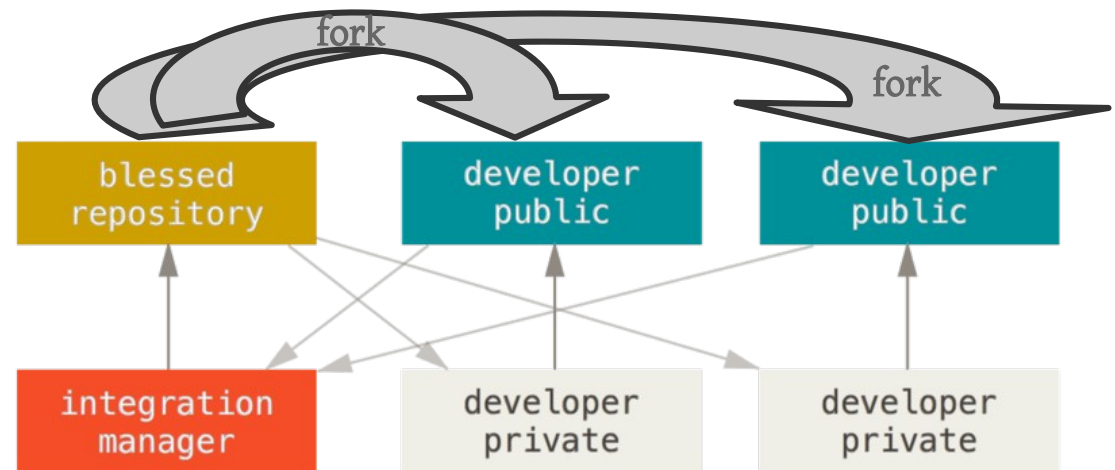 fork
fork
blessed
repository
developer
public
developer
public
integration
manager
developer
private
developer
private